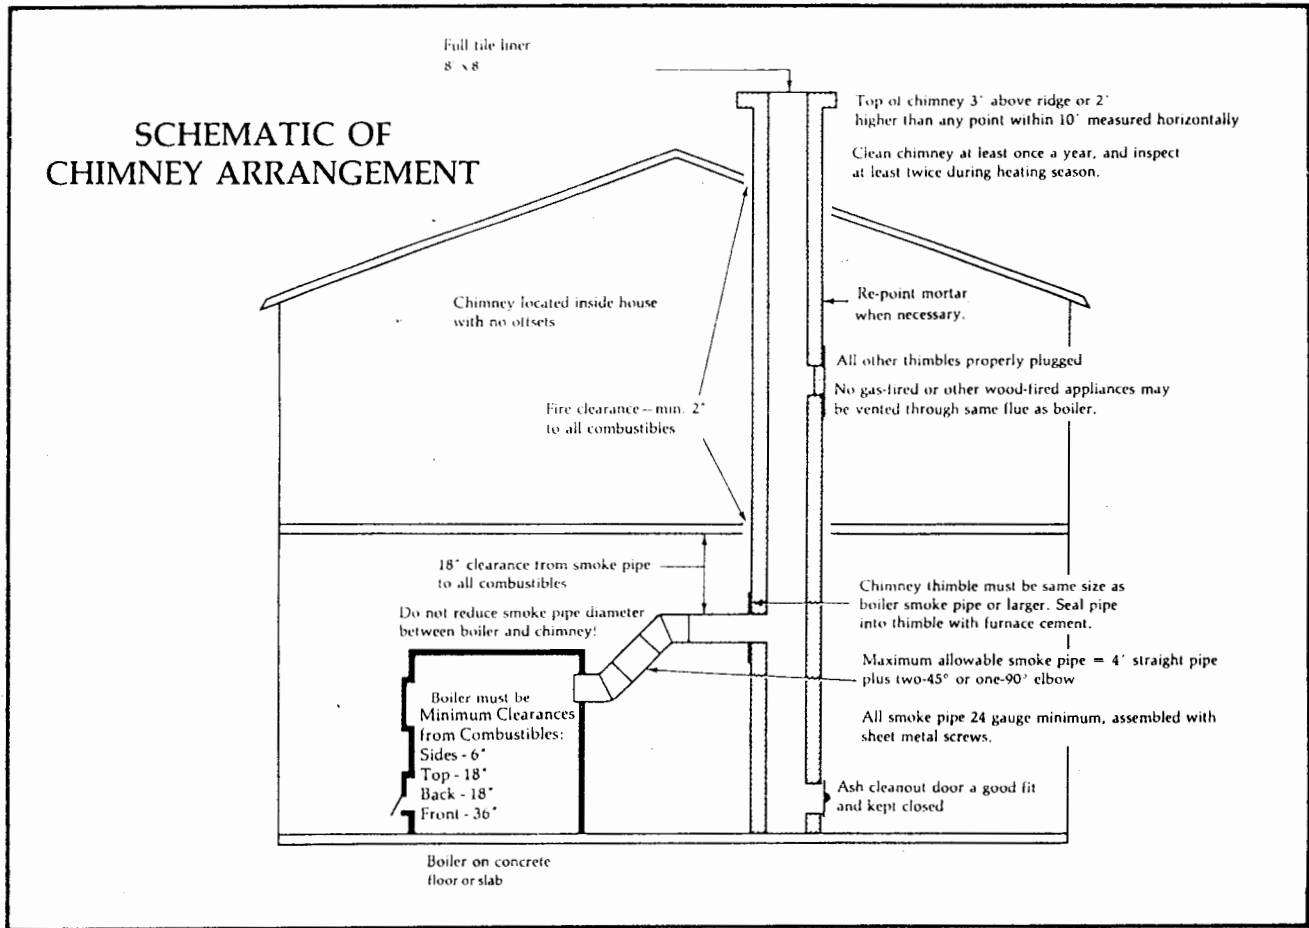 Full tile liner
8" x 8
SCHEMATIC OF
CHIMNEY ARRANGEMENT
Top of chimney 3' above ridge or 2'
higher than any point within 10' measured horizontally
Clean chimney at least once a year, and inspect
at least twice during heating season.
Chimney located inside house
with no offsets
Re-point mortar
when necessary.
All other thimbles properly plugged
No gas-fired or other wood-fired appliances may
be vented through same flue as boiler.
Fire clearance—min. 2"
to all combustibles
18" clearance from smoke pipe
to all combustibles
Do not reduce smoke pipe diameter
between boiler and chimney!
Chimney thimble must be same size as
boiler smoke pipe or larger. Seal pipe
into thimble with furnace cement.
Maximum allowable smoke pipe = 4' straight pipe
plus two-45° or one-90° elbow
All smoke pipe 24 gauge minimum, assembled with
sheet metal screws.
Boiler must be
Minimum Clearances
from Combustibles:
Sides - 6"
Top - 18"
Back - 18"
Front - 36"
Ash cleanout door a good fit
and kept closed
Boiler on concrete
floor or slab